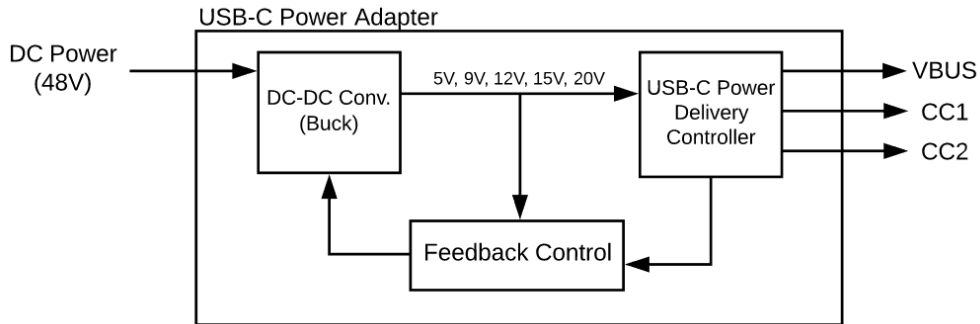 USB-C Power Adapter
DC Power
(48V)
DC-DC Conv.
(Buck)
5V, 9V, 12V, 15V, 20V
USB-C Power
Delivery
Controller
VBUS
CC1
CC2
Feedback Control